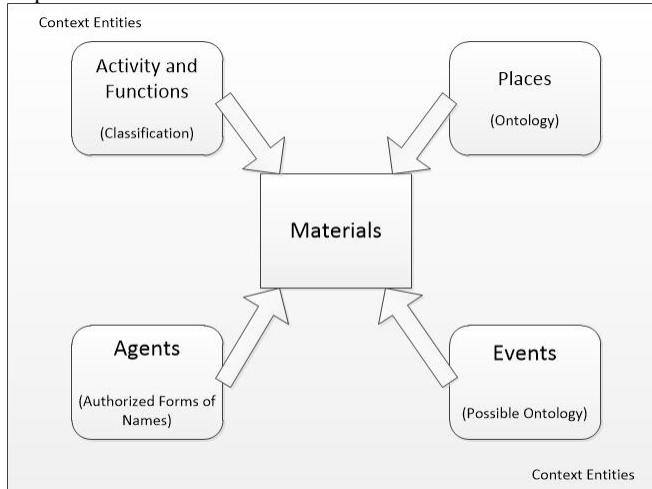 Context Entities
Activity and
Functions
(Classification)
Places
(Ontology)
Materials
Agents
(Authorized Forms of
Names)
Events
(Possible Ontology)
Context Entities